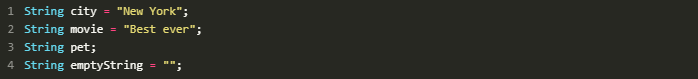 1 String city = "New York";
2 String movie = "Best ever";
3 String pet;
4 String emptyString = "";